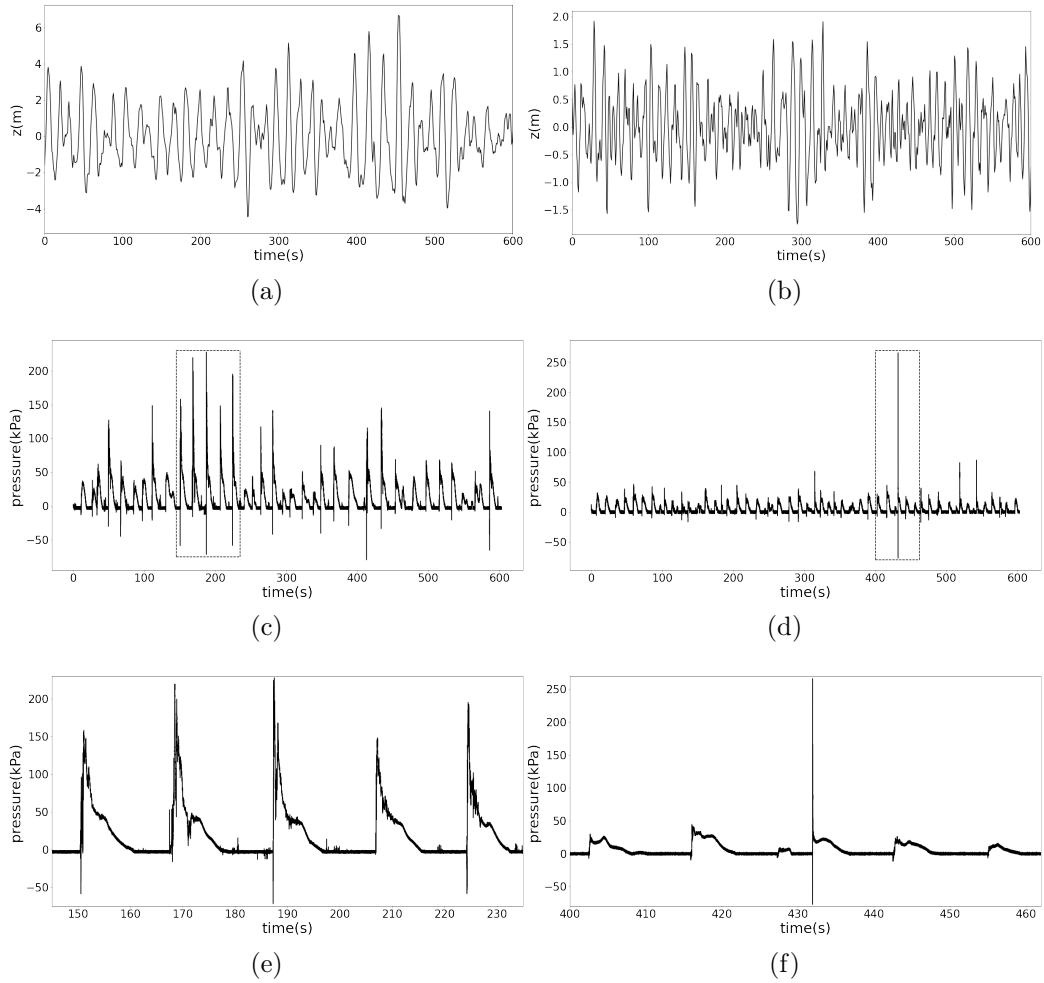 6
4
2
0
−2
−4
z(m)
0 100 200 300 400 500 600
time(s)
(a)
2.0
1.5
1.0
0.5
0.0
−0.5
−1.0
−1.5
z(m)
0 100 200 300 400 500 600
time(s)
(b)
200
150
100
50
0
−50
pressure(kPa)
0 100 200 300 400 500 600
time(s)
(c)
250
200
150
100
50
0
−50
pressure(kPa)
0 100 200 300 400 500 600
time(s)
(d)
200
150
100
50
0
−50
pressure(kPa)
150 160 170 180 190 200 210 220 230
time(s)
(e)
250
200
150
100
50
0
−50
pressure(kPa)
400 410 420 430 440 450 460
time(s)
(f)